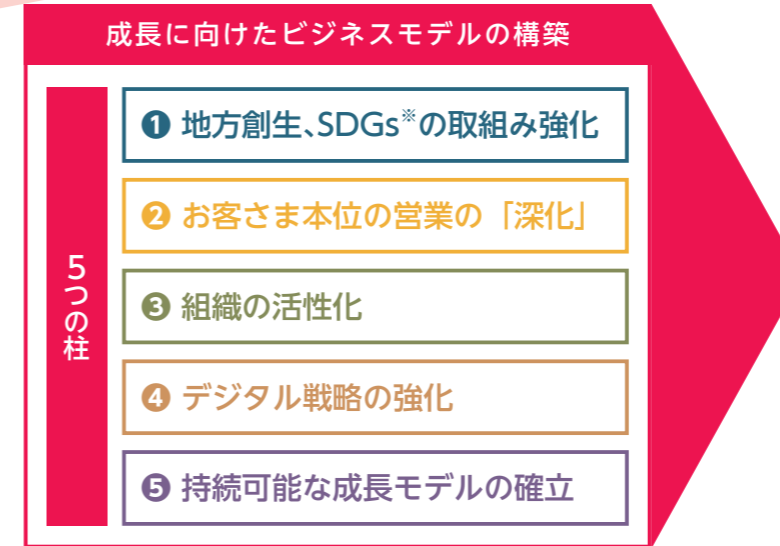 成長に向けたビジネスモデルの構築
5つの柱
❶ 地方創生、SDGs※の取組み強化
❷ お客さま本位の営業の「深化」
❸ 組織の活性化
❹ デジタル戦略の強化
❺ 持続可能な成長モデルの確立